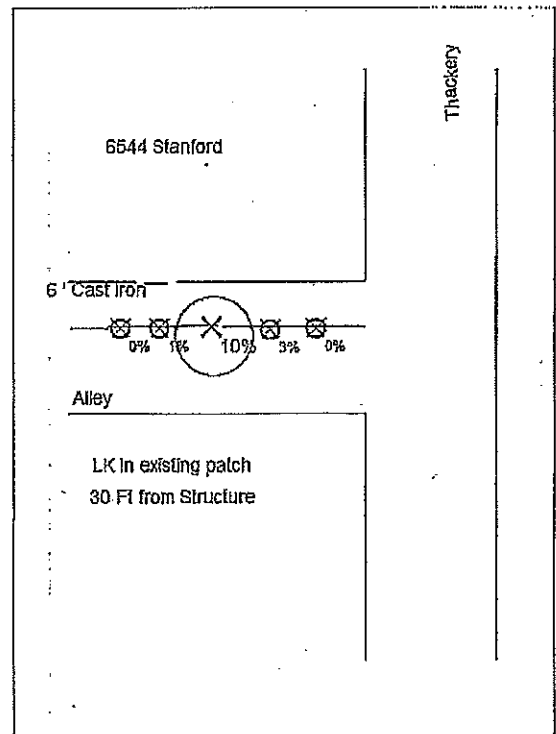 Thackery
6544 Stanford
6" Cast Iron
0% 1% 10% 3% 0%
Alley
LK in existing patch
30 Ft from Structure